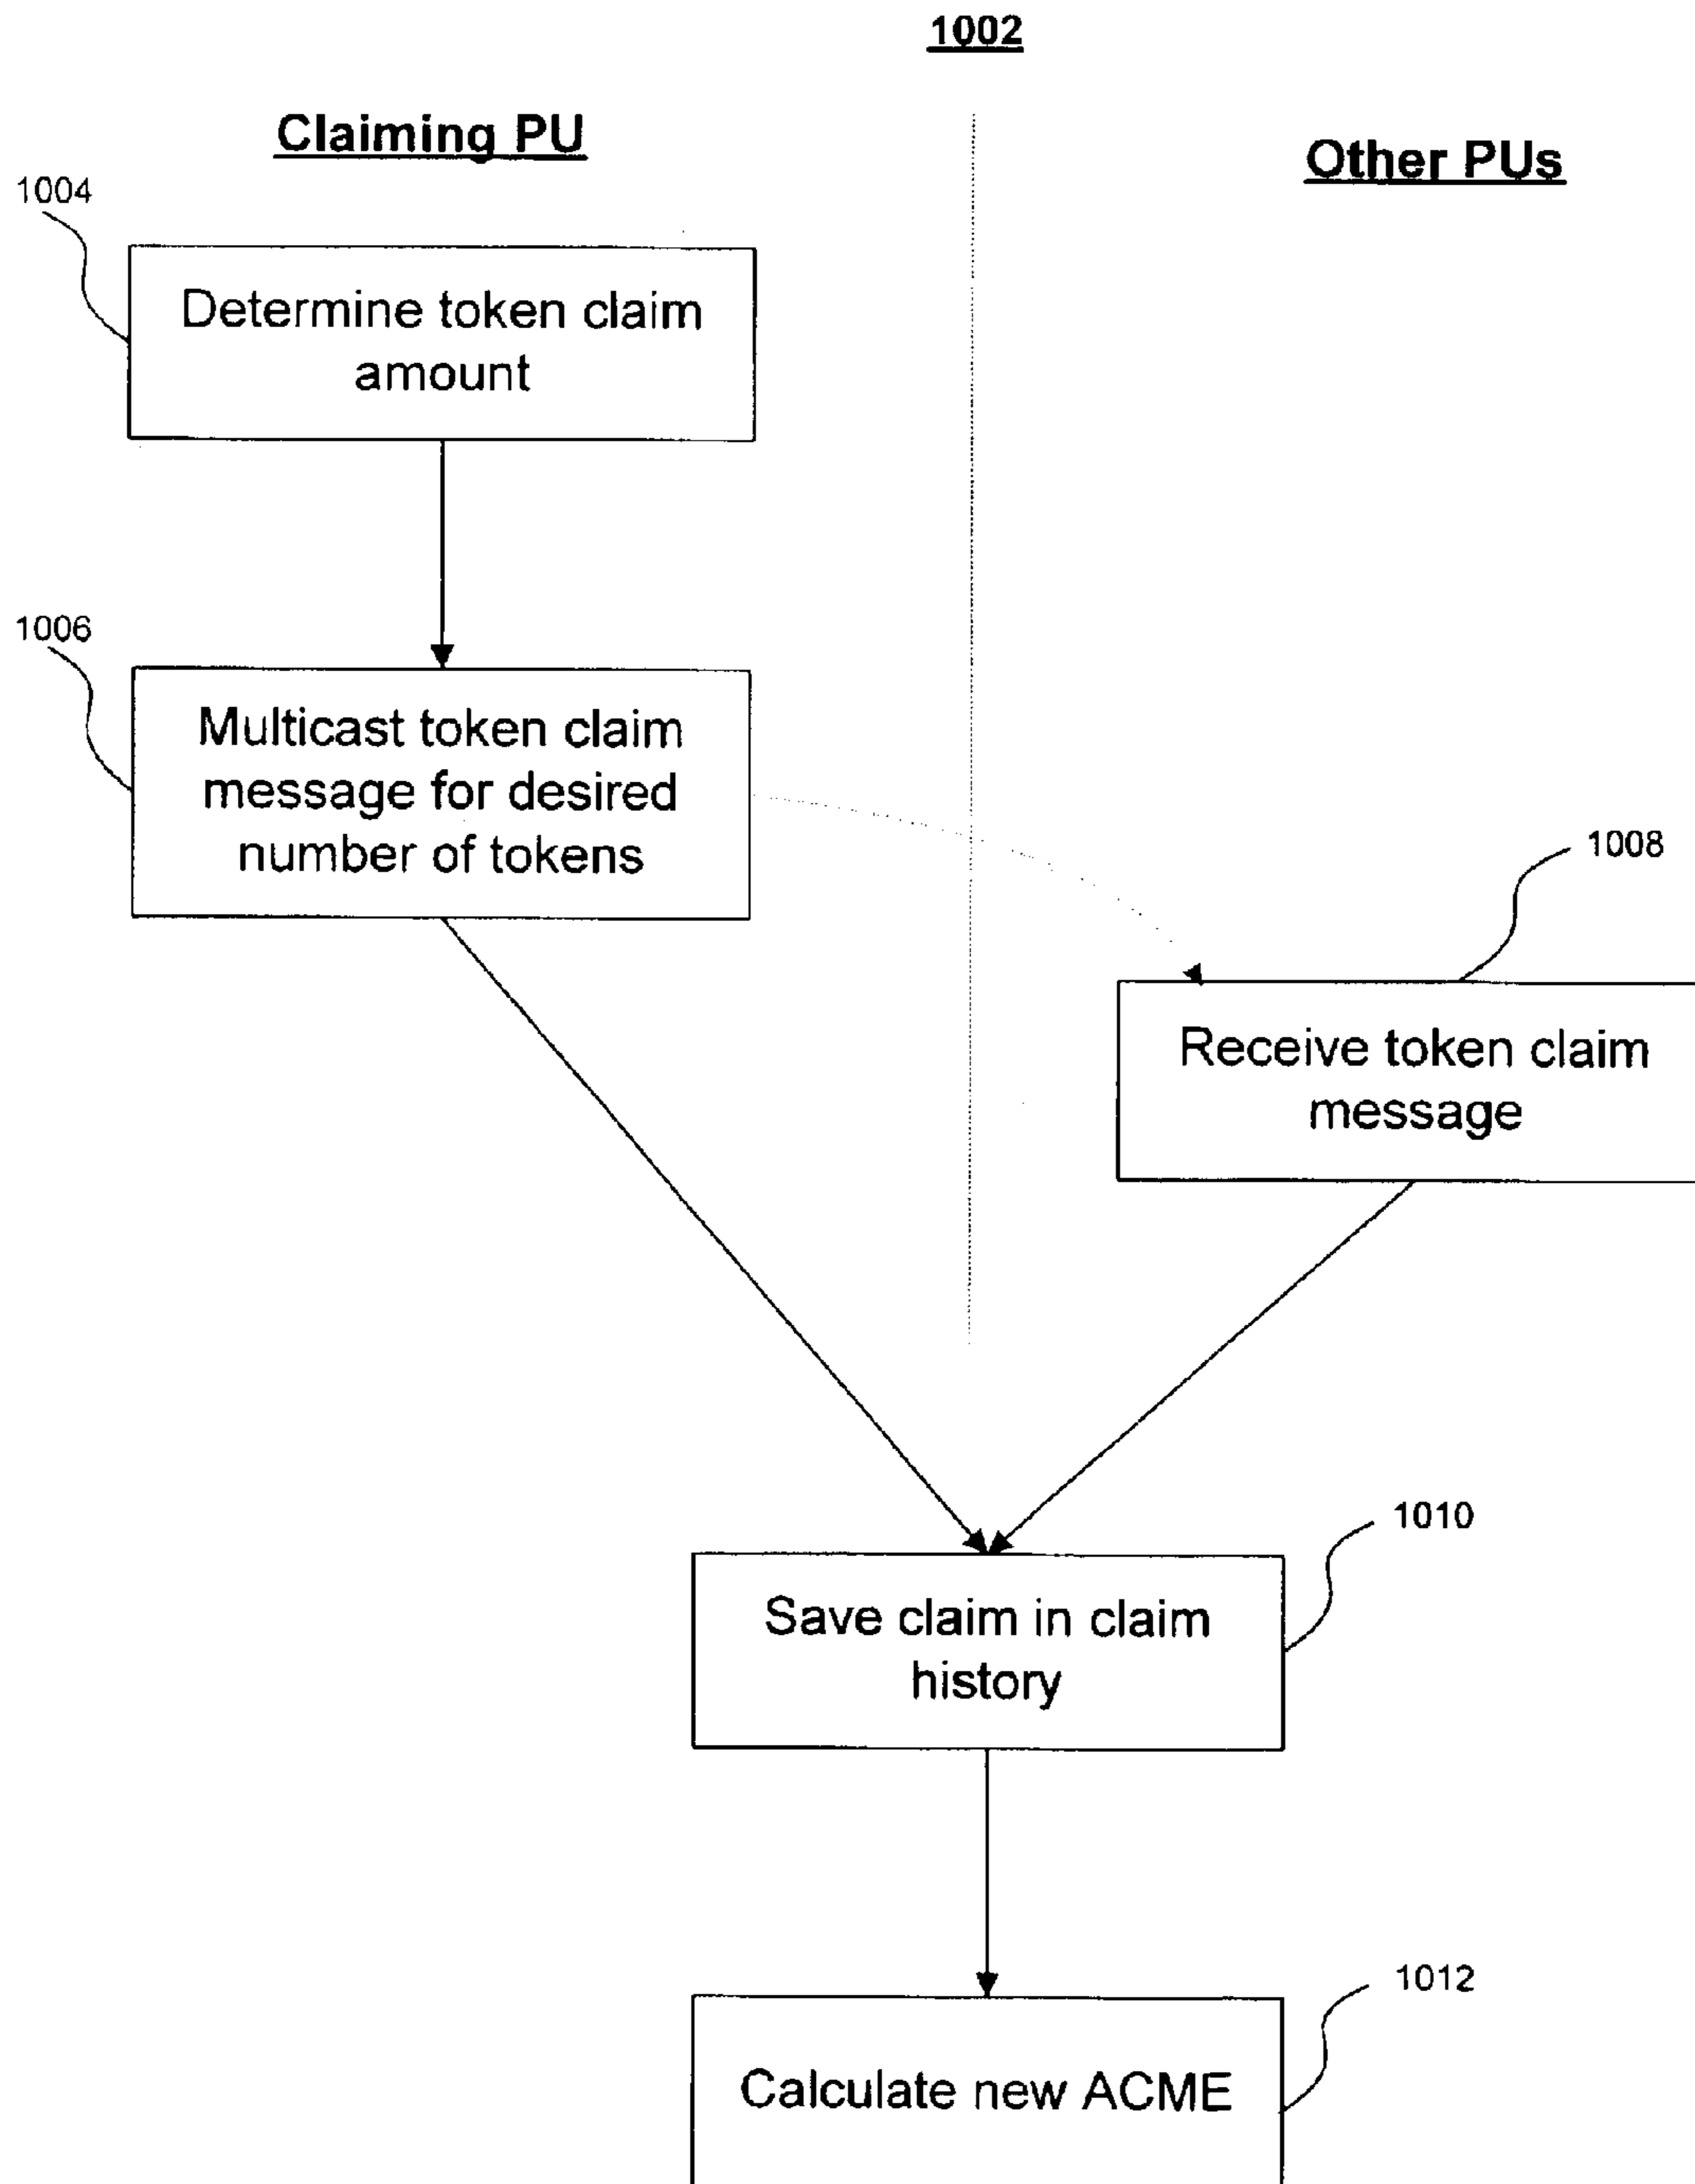 1002
Claiming PU
Other PUs
1004
Determine token claim
amount
1006
Multicast token claim
message for desired
number of tokens
1008
Receive token claim
message
1010
Save claim in claim
history
1012
Calculate new ACME